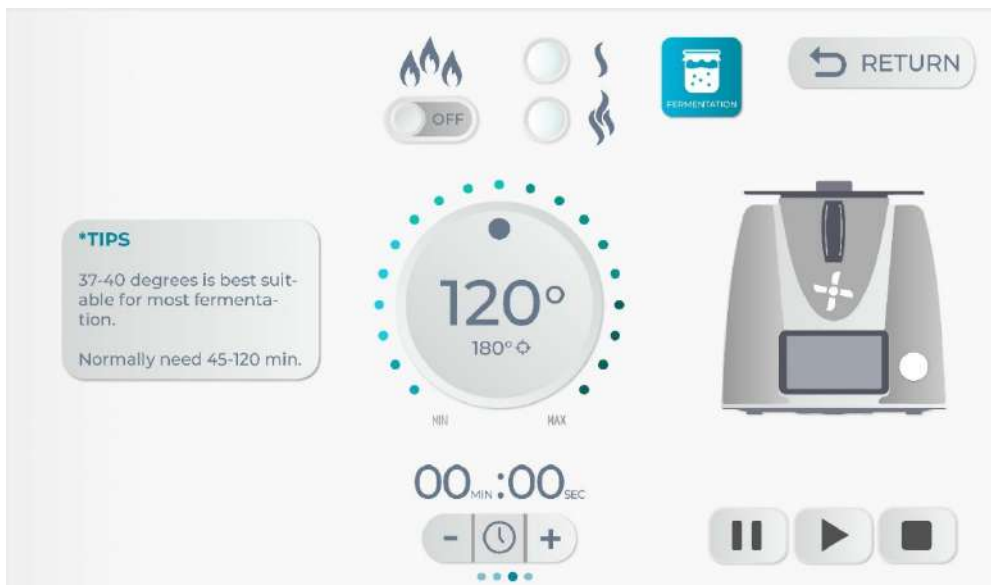 OFF
FERMENTATION
RETURN
*TIPS
37-40 degrees is best suit-
able for most fermenta-
tion.
Normally need 45-120 min.
120°
180°
MIN
MAX
00MIN:00SEC
- +